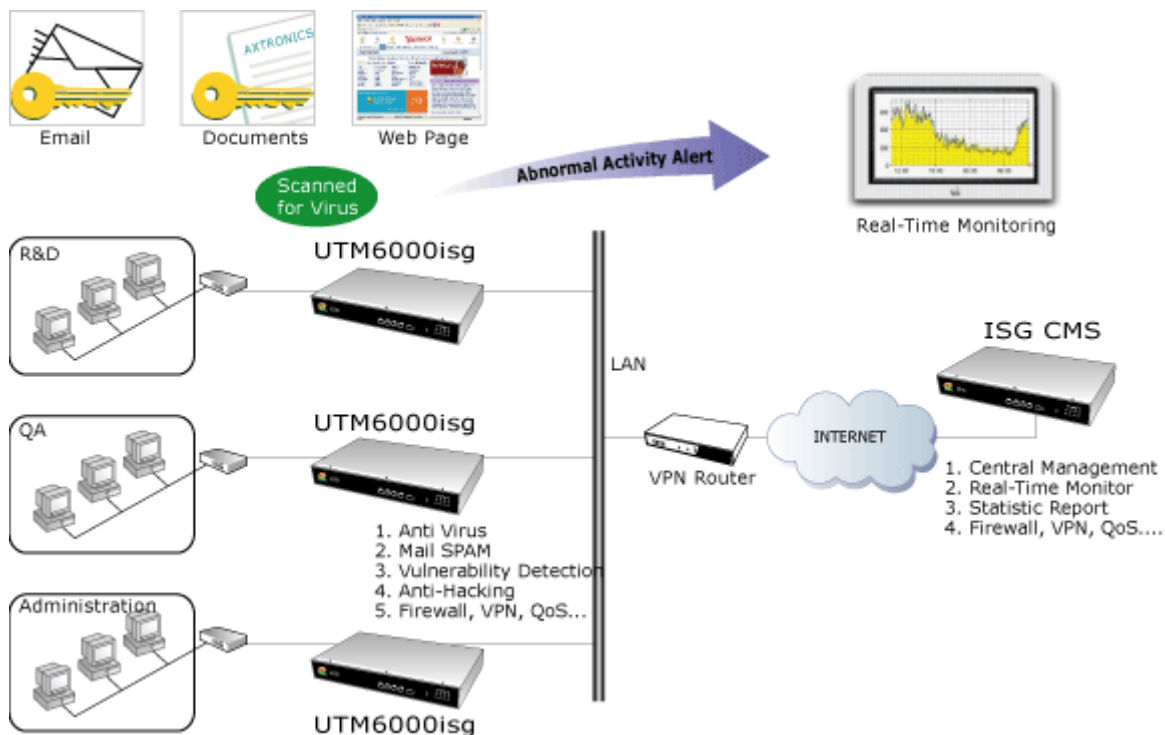 AXTRONICS
YAHOO!
Email
Documents
Web Page
Scanned
for Virus
Abnormal Activity Alert
Real-Time Monitoring
R&D
UTM6000isg
LAN
ISG CMS
QA
UTM6000isg
VPN Router
INTERNET
1. Central Management
2. Real-Time Monitor
3. Statistic Report
4. Firewall, VPN, QoS....
1. Anti Virus
2. Mail SPAM
3. Vulnerability Detection
4. Anti-Hacking
5. Firewall, VPN, QoS...
Administration
UTM6000isg